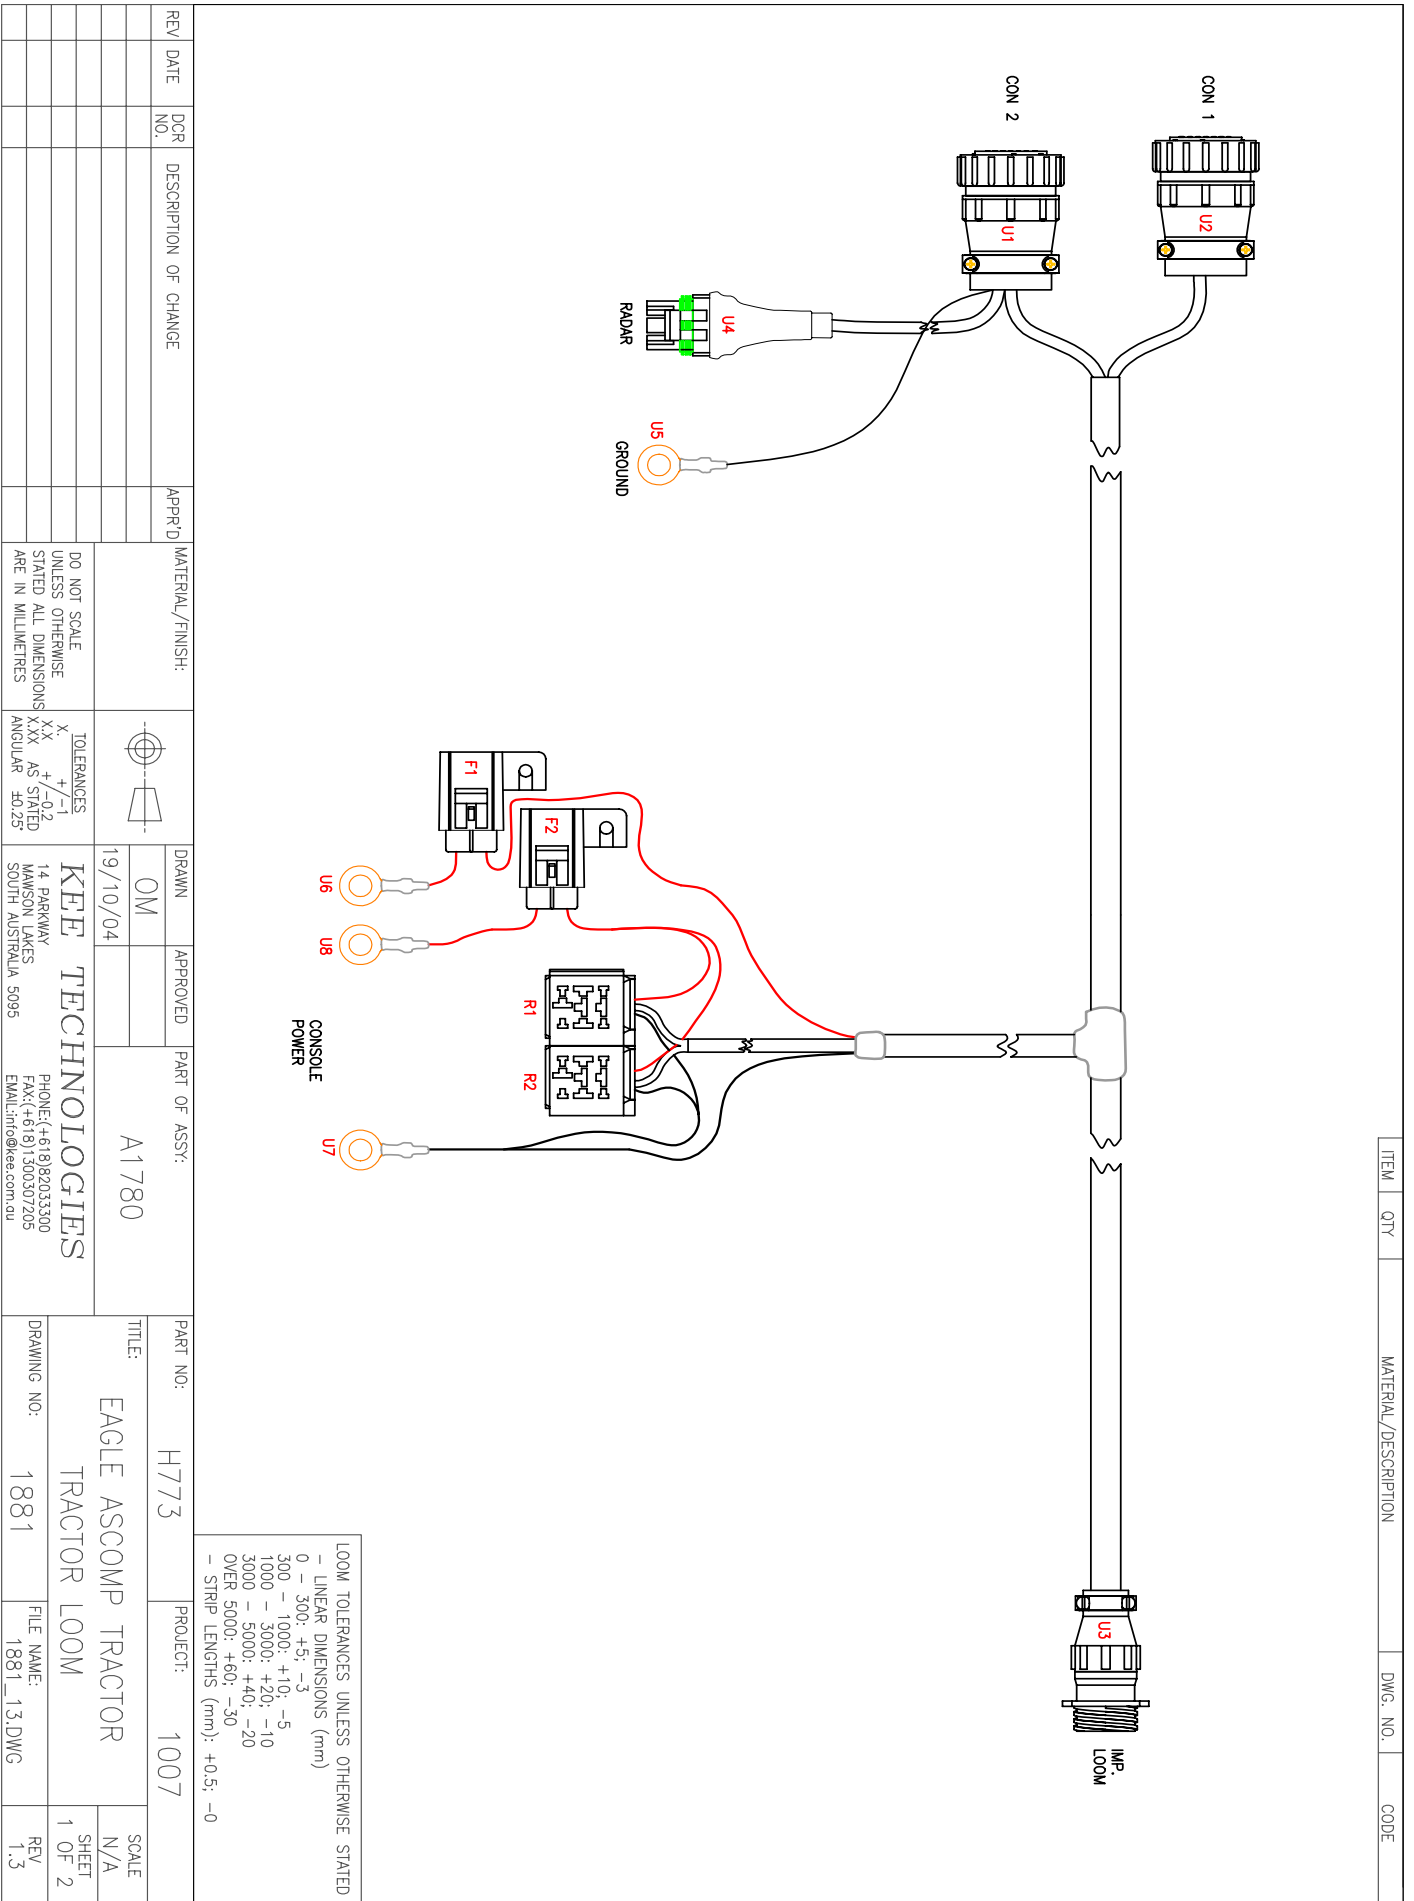 ITEM QTY MATERIAL/DESCRIPTION DWG. NO. CODE
CON 1
U2
CON 2
U1
U4
RADAR
U5
GROUND
U3
IMP.
LOOM
F1
F2
U6
U8
R1
R2
U7
CONSOLE
POWER
LOOM TOLERANCES UNLESS OTHERWISE STATED
- LINEAR DIMENSIONS (mm)
0 - 300: +5; -3
300 - 1000: +10; -5
1000 - 3000: +20; -10
3000 - 5000: +40; -20
OVER 5000: +60; -30
- STRIP LENGTHS (mm): +0.5; -0
REV DATE DCR NO. DESCRIPTION OF CHANGE APPR'D
MATERIAL/FINISH:
DO NOT SCALE
UNLESS OTHERWISE
STATED ALL DIMENSIONS
ARE IN MILLIMETRES
TOLERANCES
X. +/-1
X.X +/-0.2
X.XX AS STATED
ANGULAR ±0.25°
DRAWN
OM
19/10/04
APPROVED
PART OF ASSY:
A1780
KEE TECHNOLOGIES
14 PARKWAY
MAWSON LAKES
SOUTH AUSTRALIA 5095
PHONE:(+618)82033300
FAX:(+618)1300307205
EMAIL:info@kee.com.au
PART NO: H773
PROJECT: 1007
TITLE:
EAGLE ASCOMP TRACTOR
TRACTOR LOOM
SCALE
N/A
SHEET
1 OF 2
DRAWING NO: 1881
FILE NAME:
1881_13.DWG
REV
1.3